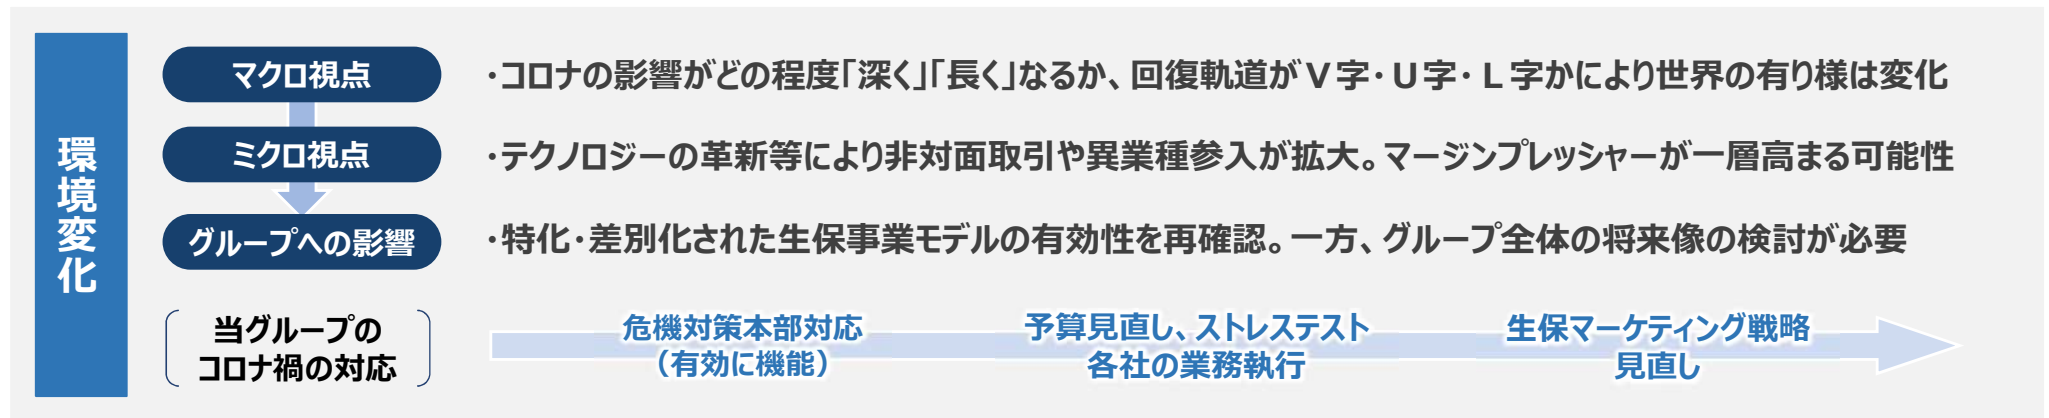 環境変化
マクロ視点
・コロナの影響がどの程度「深く」「長く」なるか、回復軌道がV字・U字・L字かにより世界の有り様は変化
ミクロ視点
・テクノロジーの革新等により非対面取引や異業種参入が拡大。マージンプレッシャーが一層高まる可能性
グループへの影響
・特化・差別化された生保事業モデルの有効性を再確認。一方、グループ全体の将来像の検討が必要
当グループの
コロナ禍の対応
危機対策本部対応
（有効に機能）
予算見直し、ストレステスト
各社の業務執行
生保マーケティング戦略
見直し